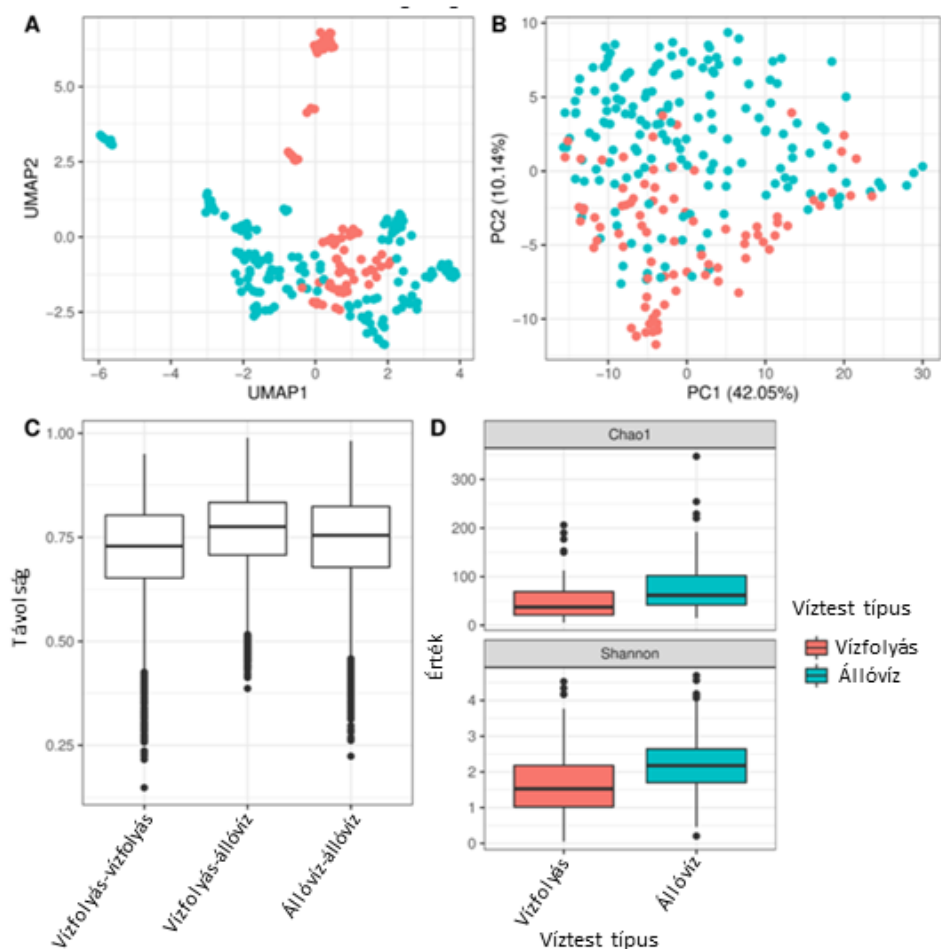 A
UMAP2
5.0
2.5
0.0
-2.5
-6
-4
-2
0
2
4
UMAP1
B
PC2 (10.14%)
10
5
0
-5
-10
-10
0
10
20
30
PC1 (42.05%)
C
Távolság
1.00
0.75
0.50
0.25
Vízfolyás-vízfolyás
Vízfolyás-állóvíz
Állóvíz-állóvíz
D
Chao1
300
200
100
0
Érték
Shannon
4
3
2
1
0
Vízfolyás
Állóvíz
Víztest típus
Víztest típus
Vízfolyás
Állóvíz